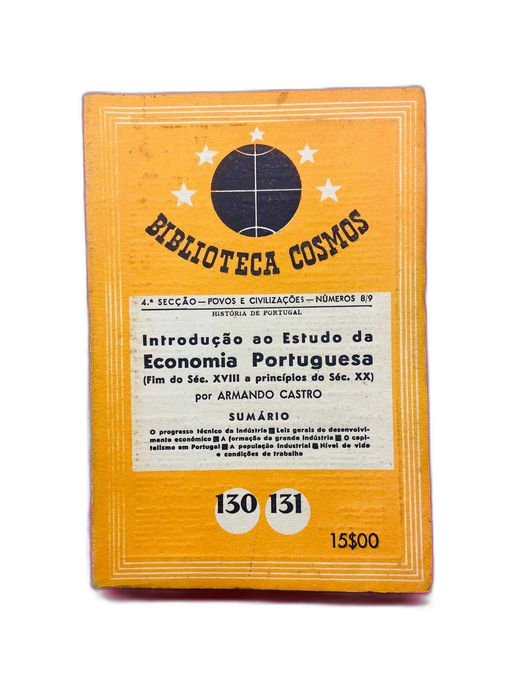 BIBLIOTECA COSMOS
4.ª SECÇÃO — POVOS E CIVILIZAÇÕES — NÚMEROS 8/9
HISTÓRIA DE PORTUGAL
Introdução ao Estudo da
Economia Portuguesa
(Fim do Séc. XVIII a princípios do Séc. XX)
por ARMANDO CASTRO
SUMÁRIO
O progresso técnico da indústria ■ Leis gerais do desenvolvi-
mento económico ■ A formação da grande indústria ■ O capi-
talismo em Portugal ■ A população industrial ■ Nível de vida
e condições de trabalho
130 131
15$00